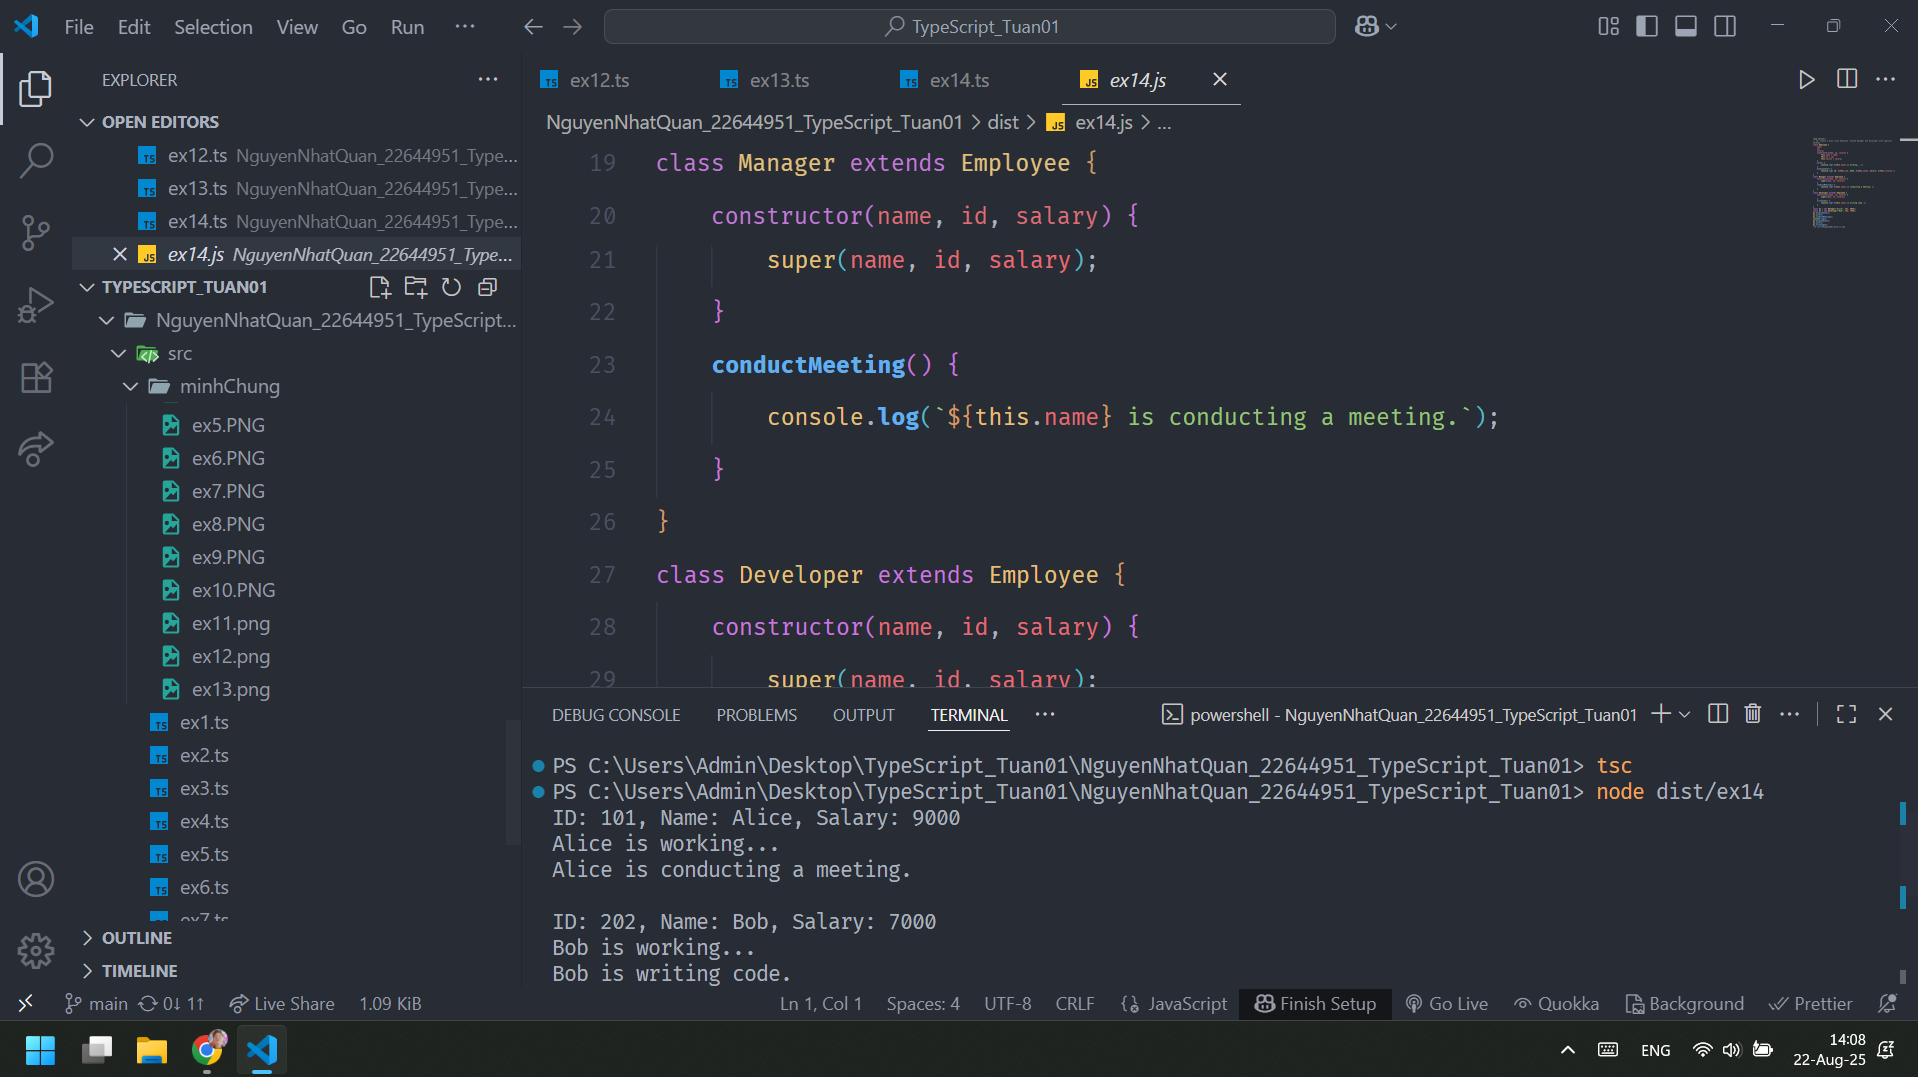 File Edit Selection View Go Run ···
TypeScript_Tuan01
EXPLORER ···
ex12.ts
ex13.ts
ex14.ts
ex14.js
NguyenNhatQuan_22644951_TypeScript_Tuan01 > dist > ex14.js > ...
OPEN EDITORS
ex12.ts NguyenNhatQuan_22644951_Type...
ex13.ts NguyenNhatQuan_22644951_Type...
ex14.ts NguyenNhatQuan_22644951_Type...
ex14.js NguyenNhatQuan_22644951_Type...
TYPESCRIPT_TUAN01
NguyenNhatQuan_22644951_TypeScript...
src
minhChung
ex5.PNG
ex6.PNG
ex7.PNG
ex8.PNG
ex9.PNG
ex10.PNG
ex11.png
ex12.png
ex13.png
ex1.ts
ex2.ts
ex3.ts
ex4.ts
ex5.ts
ex6.ts
ex7.ts
OUTLINE
TIMELINE
19 class Manager extends Employee {
20 constructor(name, id, salary) {
21 super(name, id, salary);
22 }
23 conductMeeting() {
24 console.log(`${this.name} is conducting a meeting.`);
25 }
26 }
27 class Developer extends Employee {
28 constructor(name, id, salary) {
29 super(name, id, salary);
DEBUG CONSOLE PROBLEMS OUTPUT TERMINAL ··· powershell - NguyenNhatQuan_22644951_TypeScript_Tuan01
PS C:\Users\Admin\Desktop\TypeScript_Tuan01\NguyenNhatQuan_22644951_TypeScript_Tuan01> tsc
PS C:\Users\Admin\Desktop\TypeScript_Tuan01\NguyenNhatQuan_22644951_TypeScript_Tuan01> node dist/ex14
ID: 101, Name: Alice, Salary: 9000
Alice is working...
Alice is conducting a meeting.
ID: 202, Name: Bob, Salary: 7000
Bob is working...
Bob is writing code.
main 0↓ 1↑ Live Share 1.09 KiB Ln 1, Col 1 Spaces: 4 UTF-8 CRLF {} JavaScript Finish Setup Go Live Quokka Background Prettier
ENG
14:08
22-Aug-25